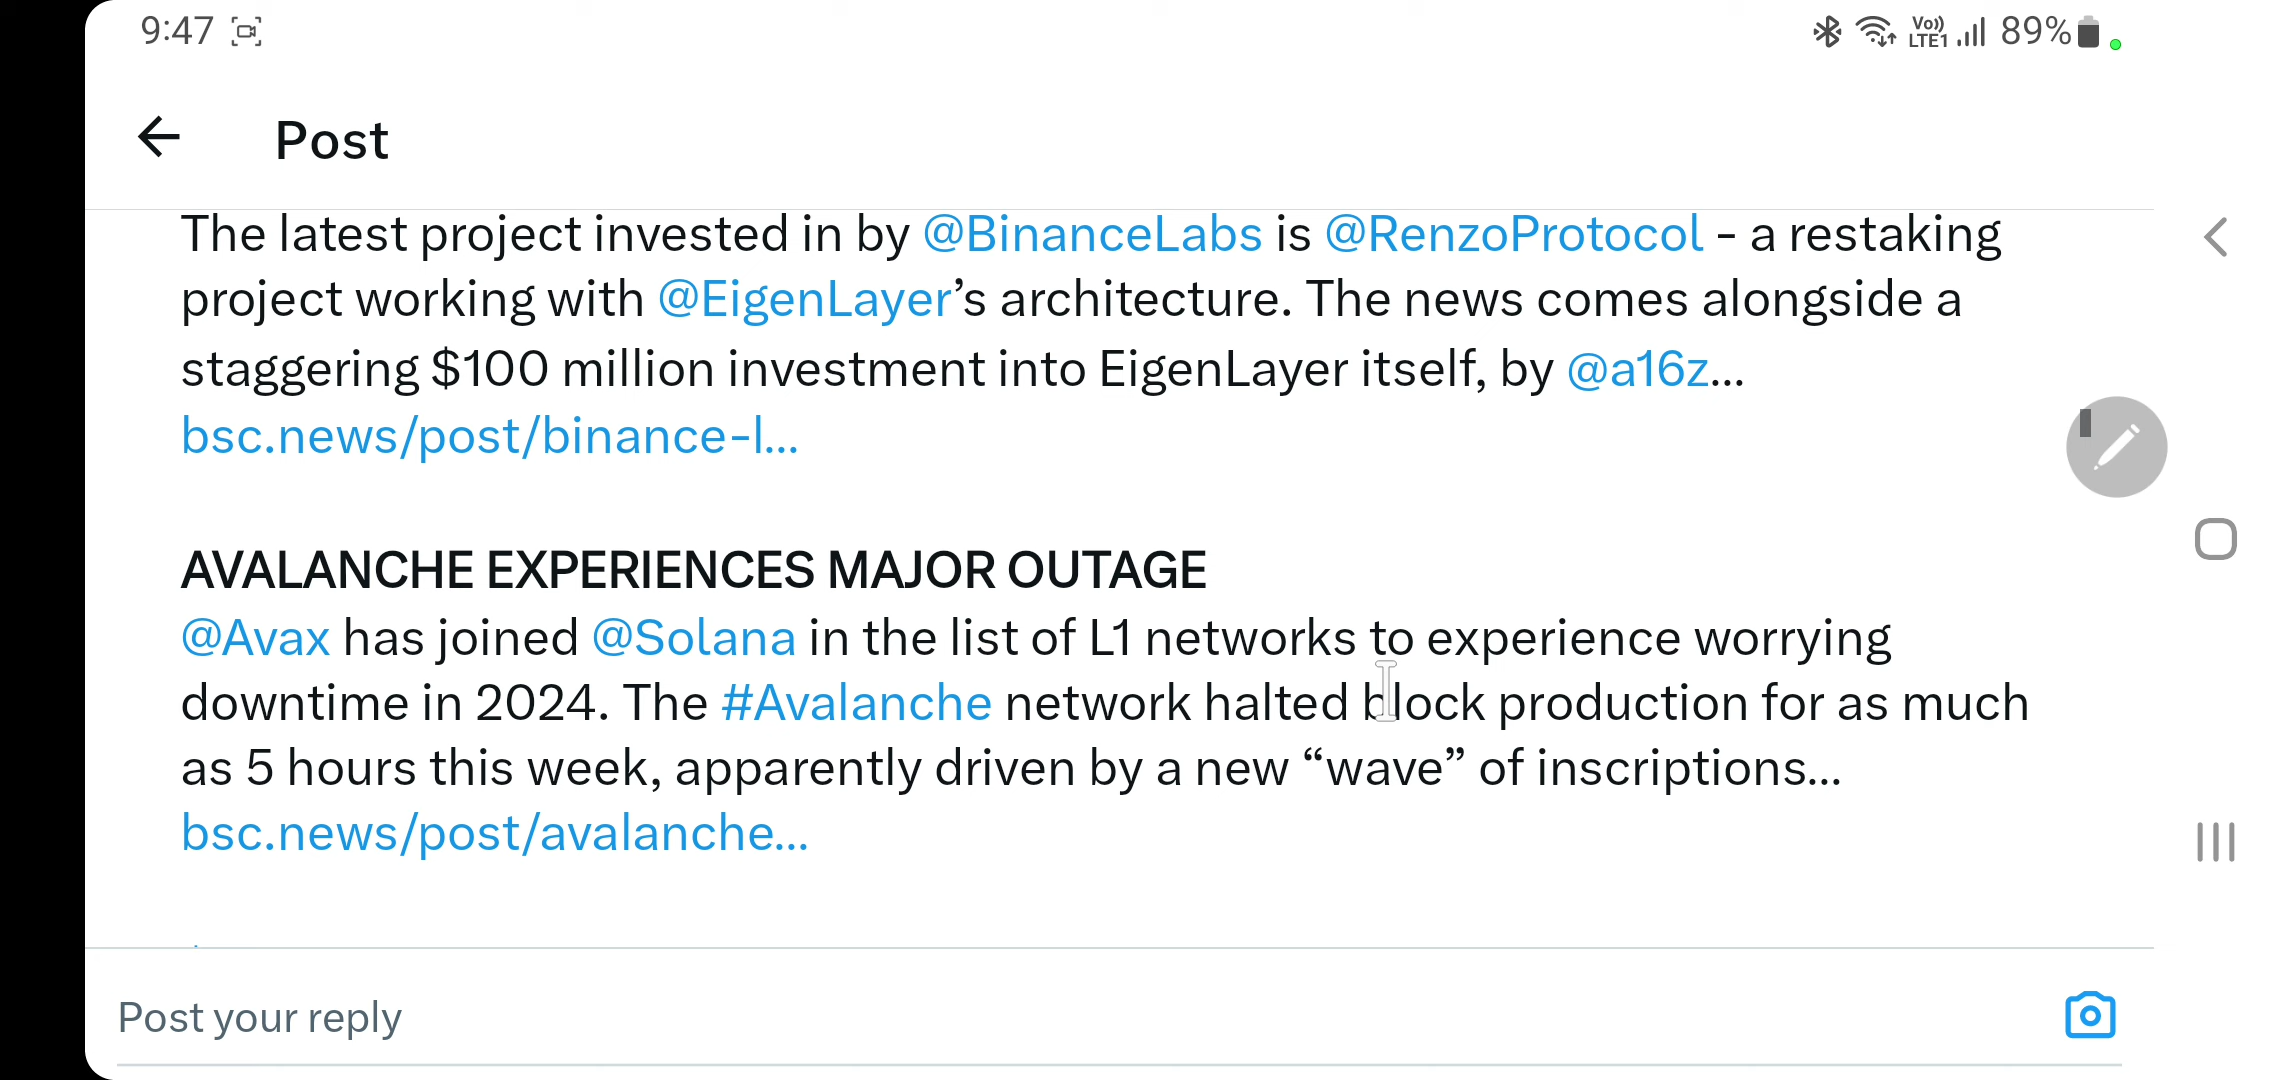 9:47 Vo)) LTE1 89%
Post
The latest project invested in by @BinanceLabs is @RenzoProtocol - a restaking
project working with @EigenLayer’s architecture. The news comes alongside a
staggering $100 million investment into EigenLayer itself, by @a16z...
bsc.news/post/binance-l...
AVALANCHE EXPERIENCES MAJOR OUTAGE
@Avax has joined @Solana in the list of L1 networks to experience worrying
downtime in 2024. The #Avalanche network halted block production for as much
as 5 hours this week, apparently driven by a new “wave” of inscriptions...
bsc.news/post/avalanche...
Post your reply